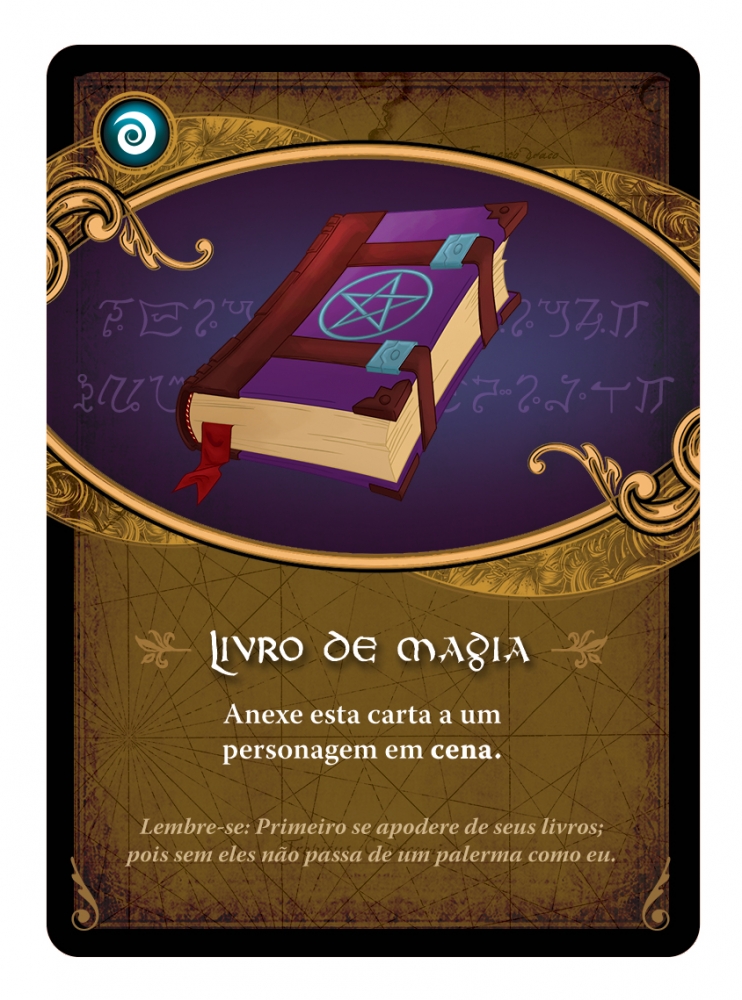 Livro de magia
Anexe esta carta a um
personagem em cena.
Lembre-se: Primeiro se apodere de seus livros;
pois sem eles não passa de um palerma como eu.